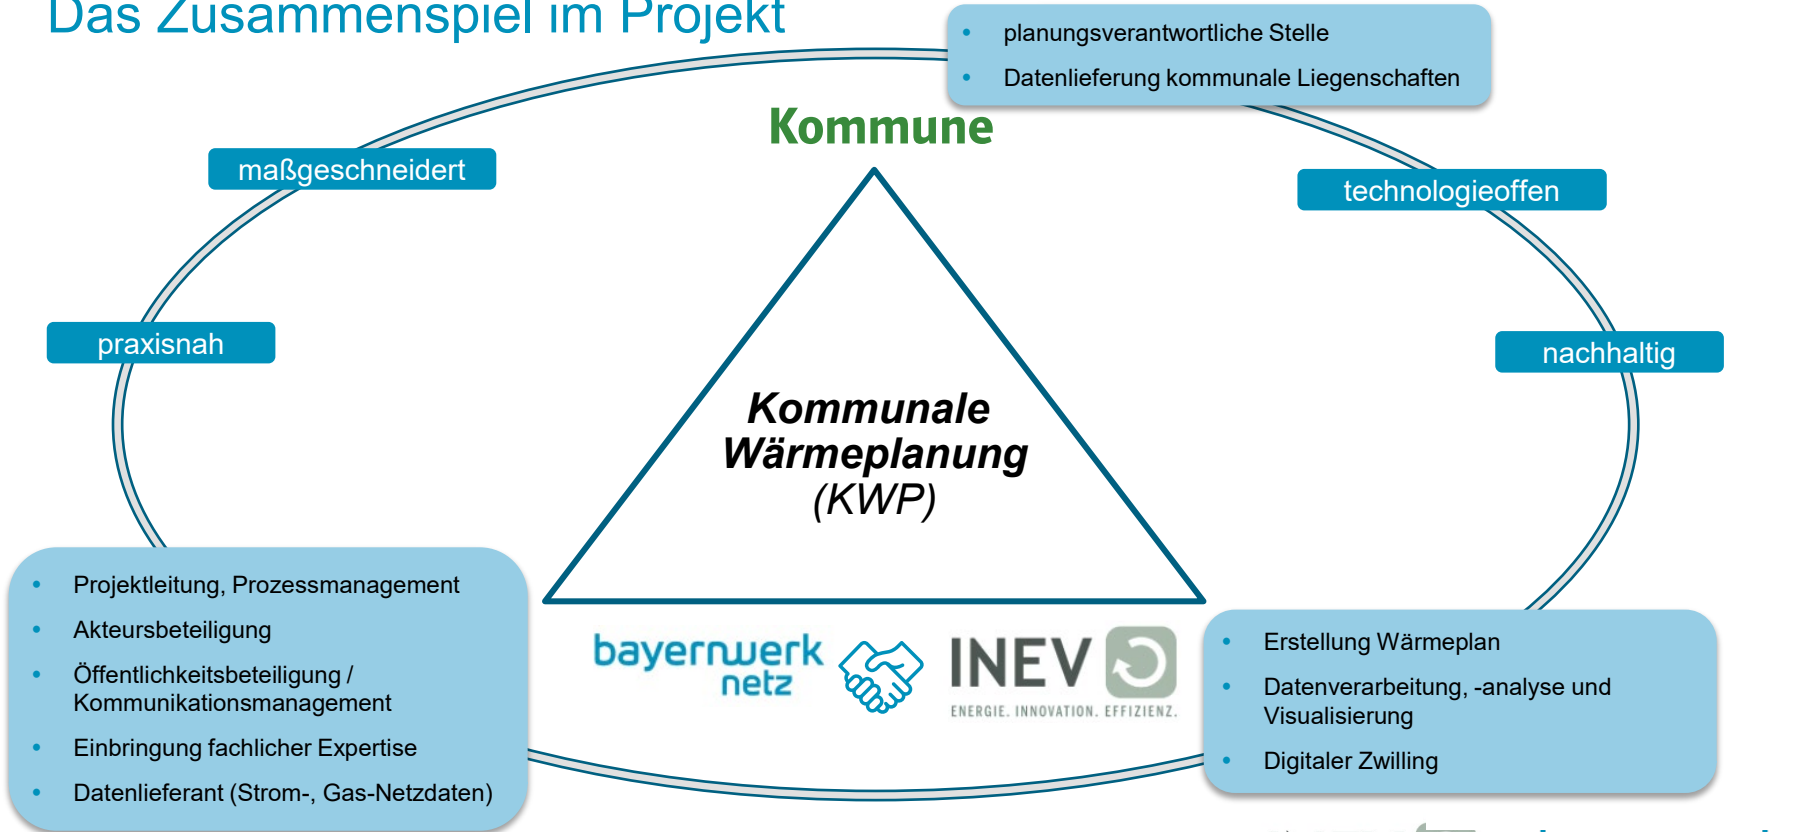 Das Zusammenspiel im Projekt
• planungsverantwortliche Stelle
• Datenlieferung kommunale Liegenschaften
Kommune
maßgeschneidert
technologieoffen
praxisnah
nachhaltig
Kommunale
Wärmeplanung
(KWP)
• Projektleitung, Prozessmanagement
• Akteursbeteiligung
• Öffentlichkeitsbeteiligung /
Kommunikationsmanagement
• Einbringung fachlicher Expertise
• Datenlieferant (Strom-, Gas-Netzdaten)
bayernwerk
netz
INEV
ENERGIE. INNOVATION. EFFIZIENZ.
• Erstellung Wärmeplan
• Datenverarbeitung, -analyse und
Visualisierung
• Digitaler Zwilling